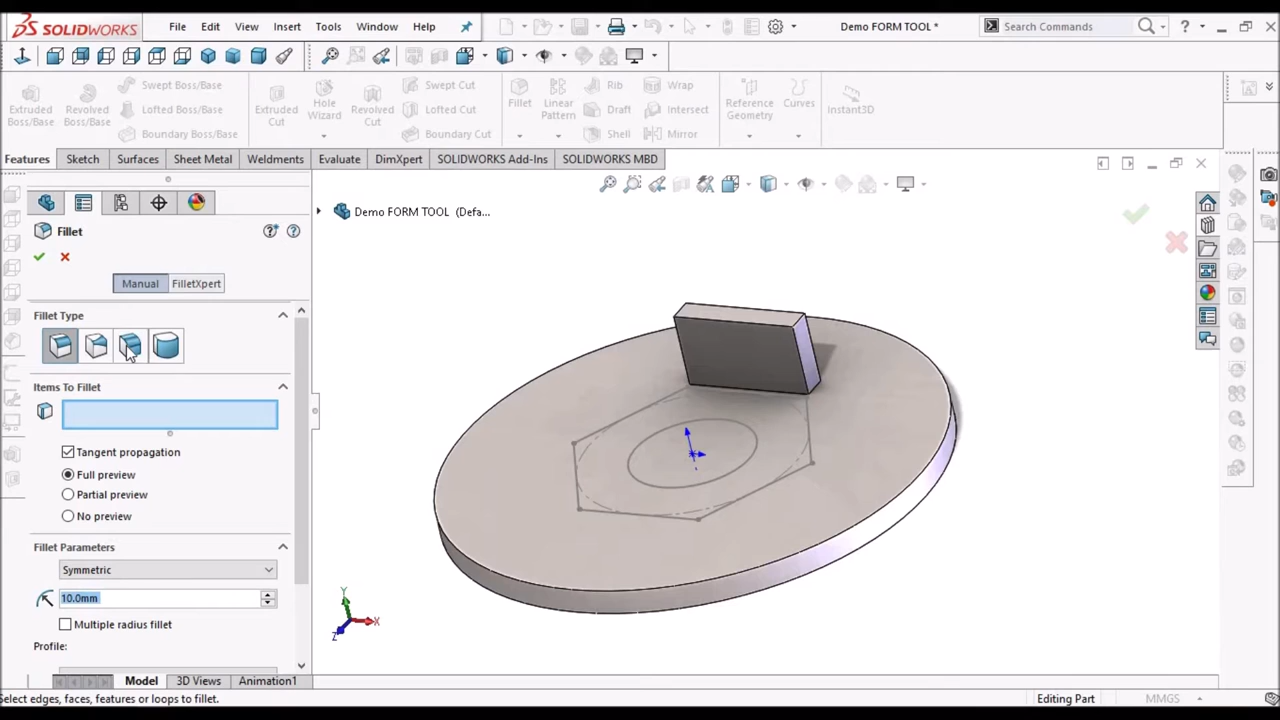 SOLIDWORKS File Edit View Insert Tools Window Help Demo FORM TOOL * Search Commands ?
Extruded Boss/Base
Revolved Boss/Base
Swept Boss/Base
Lofted Boss/Base
Boundary Boss/Base
Extruded Cut
Hole Wizard
Revolved Cut
Swept Cut
Lofted Cut
Boundary Cut
Fillet
Linear Pattern
Rib
Draft
Shell
Wrap
Intersect
Mirror
Reference Geometry
Curves
Instant3D
Features Sketch Surfaces Sheet Metal Weldments Evaluate DimXpert SOLIDWORKS Add-Ins SOLIDWORKS MBD
Demo FORM TOOL (Defa...
Fillet
Manual FilletXpert
Fillet Type
Items To Fillet
Tangent propagation
Full preview
Partial preview
No preview
Fillet Parameters
Symmetric
10.0mm
Multiple radius fillet
Profile:
Y
X
Z
Model 3D Views Animation1
Select edges, faces, features or loops to fillet. Editing Part MMGS